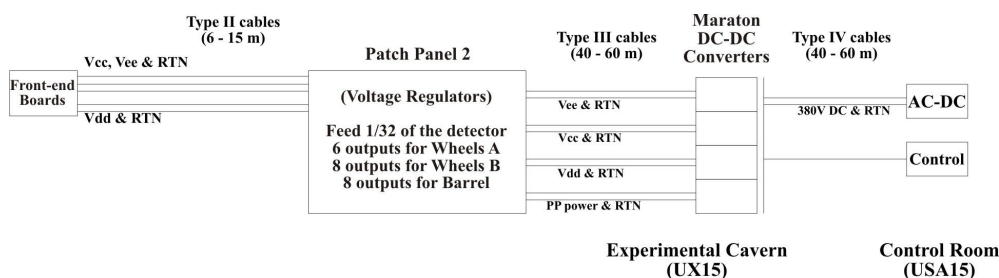 Type II cables
(6 - 15 m)
Vcc, Vee & RTN
Front-end
Boards
Vdd & RTN
Patch Panel 2
(Voltage Regulators)
Feed 1/32 of the detector
6 outputs for Wheels A
8 outputs for Wheels B
8 outputs for Barrel
Type III cables
(40 - 60 m)
Vee & RTN
Vcc & RTN
Vdd & RTN
PP power & RTN
Maraton
DC-DC
Converters
Type IV cables
(40 - 60 m)
380V DC & RTN
AC-DC
Control
Experimental Cavern
(UX15)
Control Room
(USA15)